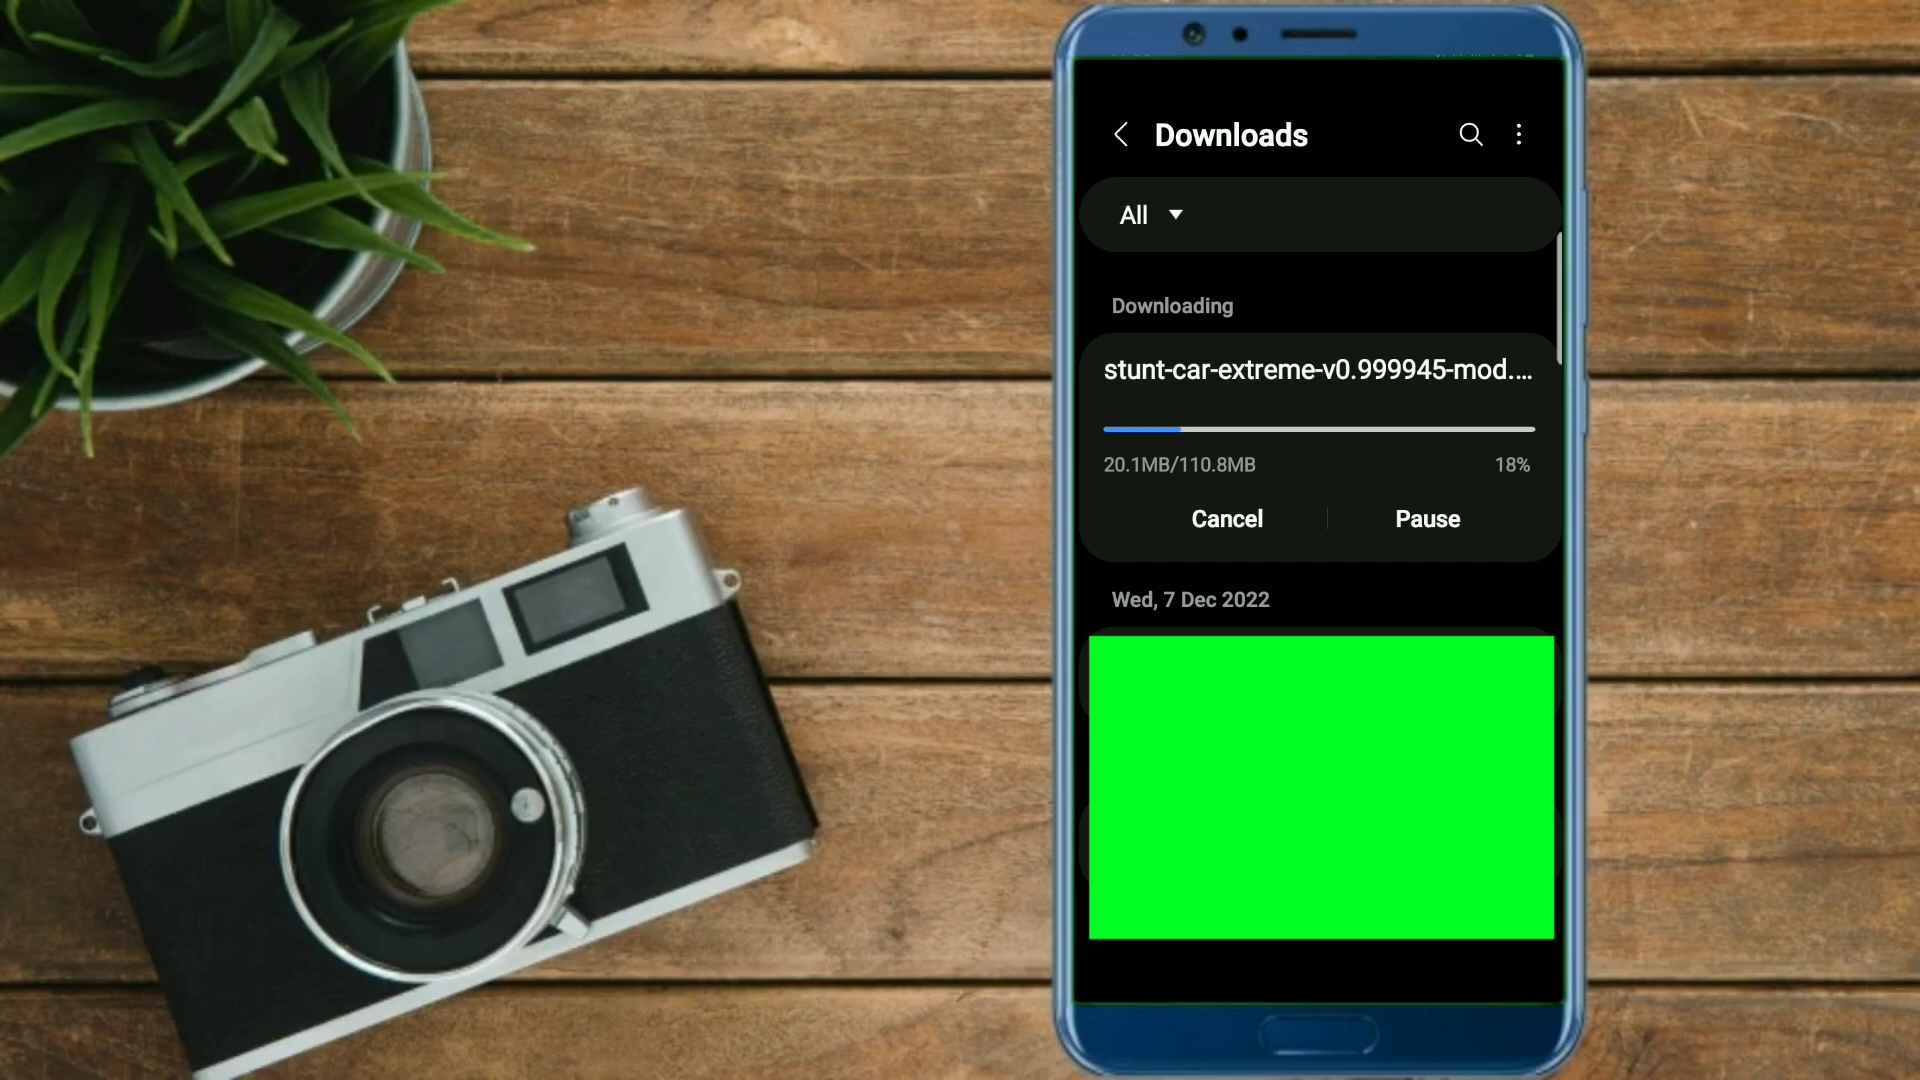 Downloads
All
Downloading
stunt-car-extreme-v0.999945-mod....
20.1MB/110.8MB
18%
Cancel
Pause
Wed, 7 Dec 2022